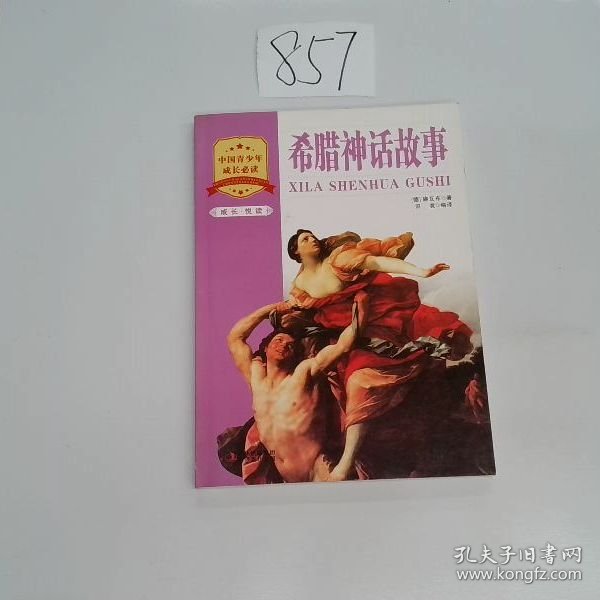 857
中国青少年
成长必读
成长·悦读
希腊神话故事
XILA SHENHUA GUSHI
孔夫子旧书网
www.kongfz.com